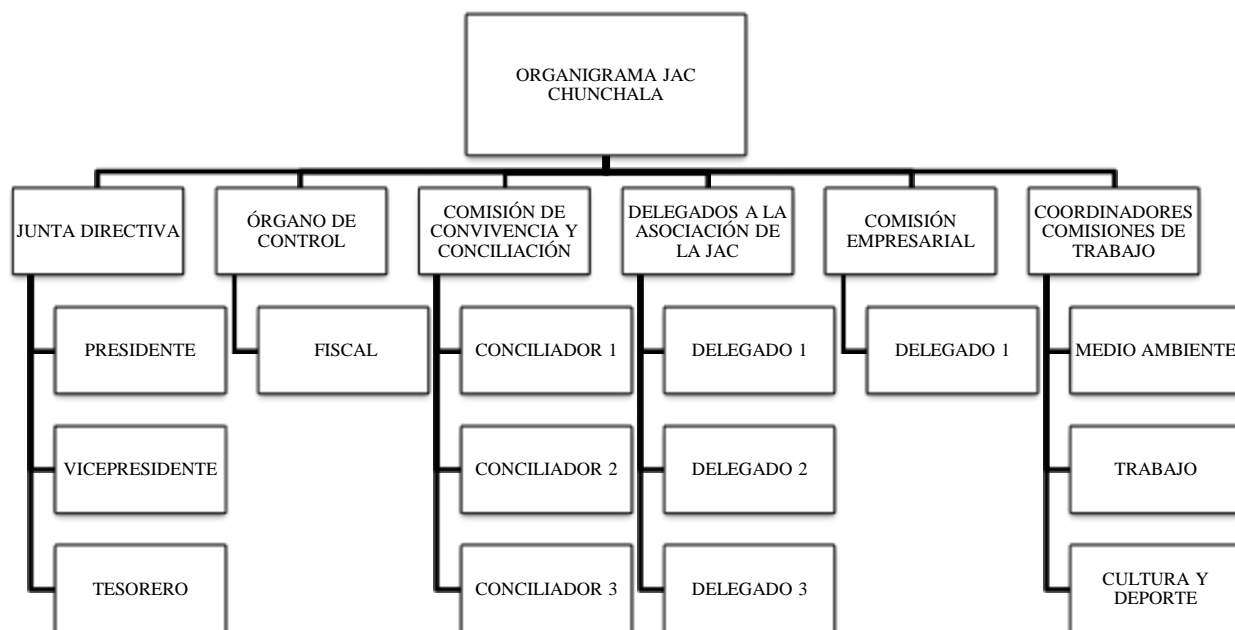 ORGANIGRAMA JAC
CHUNCHALA
JUNTA DIRECTIVA
ÓRGANO DE
CONTROL
COMISIÓN DE
CONVIVENCIA Y
CONCILIACIÓN
DELEGADOS A LA
ASOCIACIÓN DE
LA JAC
COMISIÓN
EMPRESARIAL
COORDINADORES
COMISIONES DE
TRABAJO
PRESIDENTE
FISCAL
CONCILIADOR 1
DELEGADO 1
DELEGADO 1
MEDIO AMBIENTE
VICEPRESIDENTE
CONCILIADOR 2
DELEGADO 2
TRABAJO
TESORERO
CONCILIADOR 3
DELEGADO 3
CULTURA Y
DEPORTE